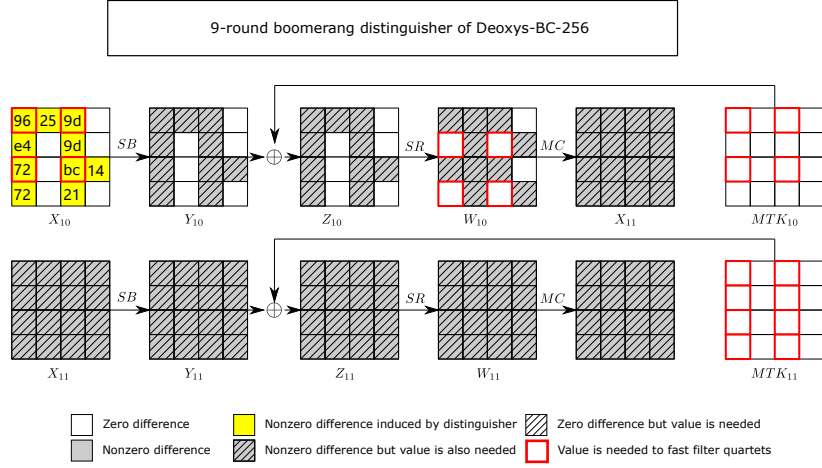 9-round boomerang distinguisher of Deoxys-BC-256
96 25 9d
e4 9d
72 bc 14
72 21
SB
SR
MC
X10
Y10
Z10
W10
X11
MTK10
SB
SR
MC
X11
Y11
Z11
W11
MTK11
Zero difference
Nonzero difference induced by distinguisher
Zero difference but value is needed
Nonzero difference
Nonzero difference but value is also needed
Value is needed to fast filter quartets